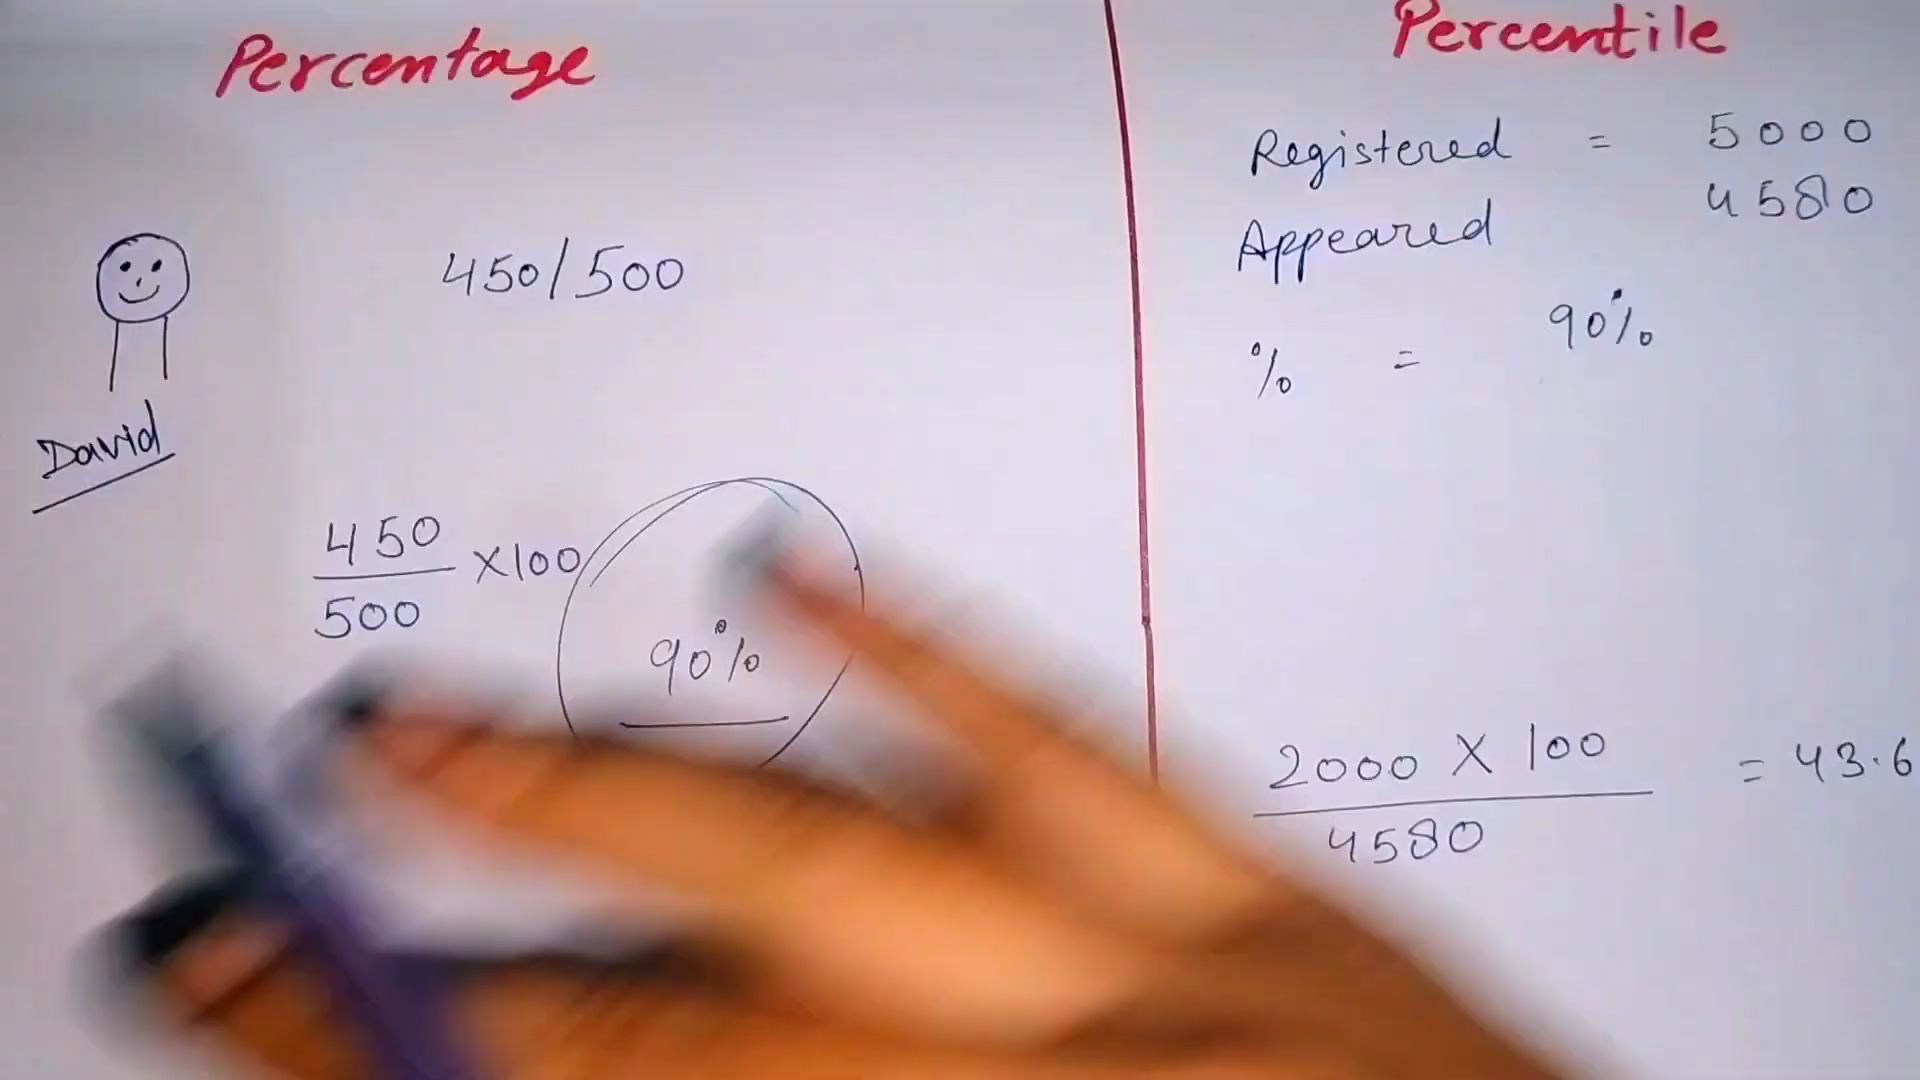 Percentage
450/500
David
450
500
×100
90%
Percentile
Registered = 5000
Appeared 4580
% = 90%
2000 × 100
4580
= 43.6